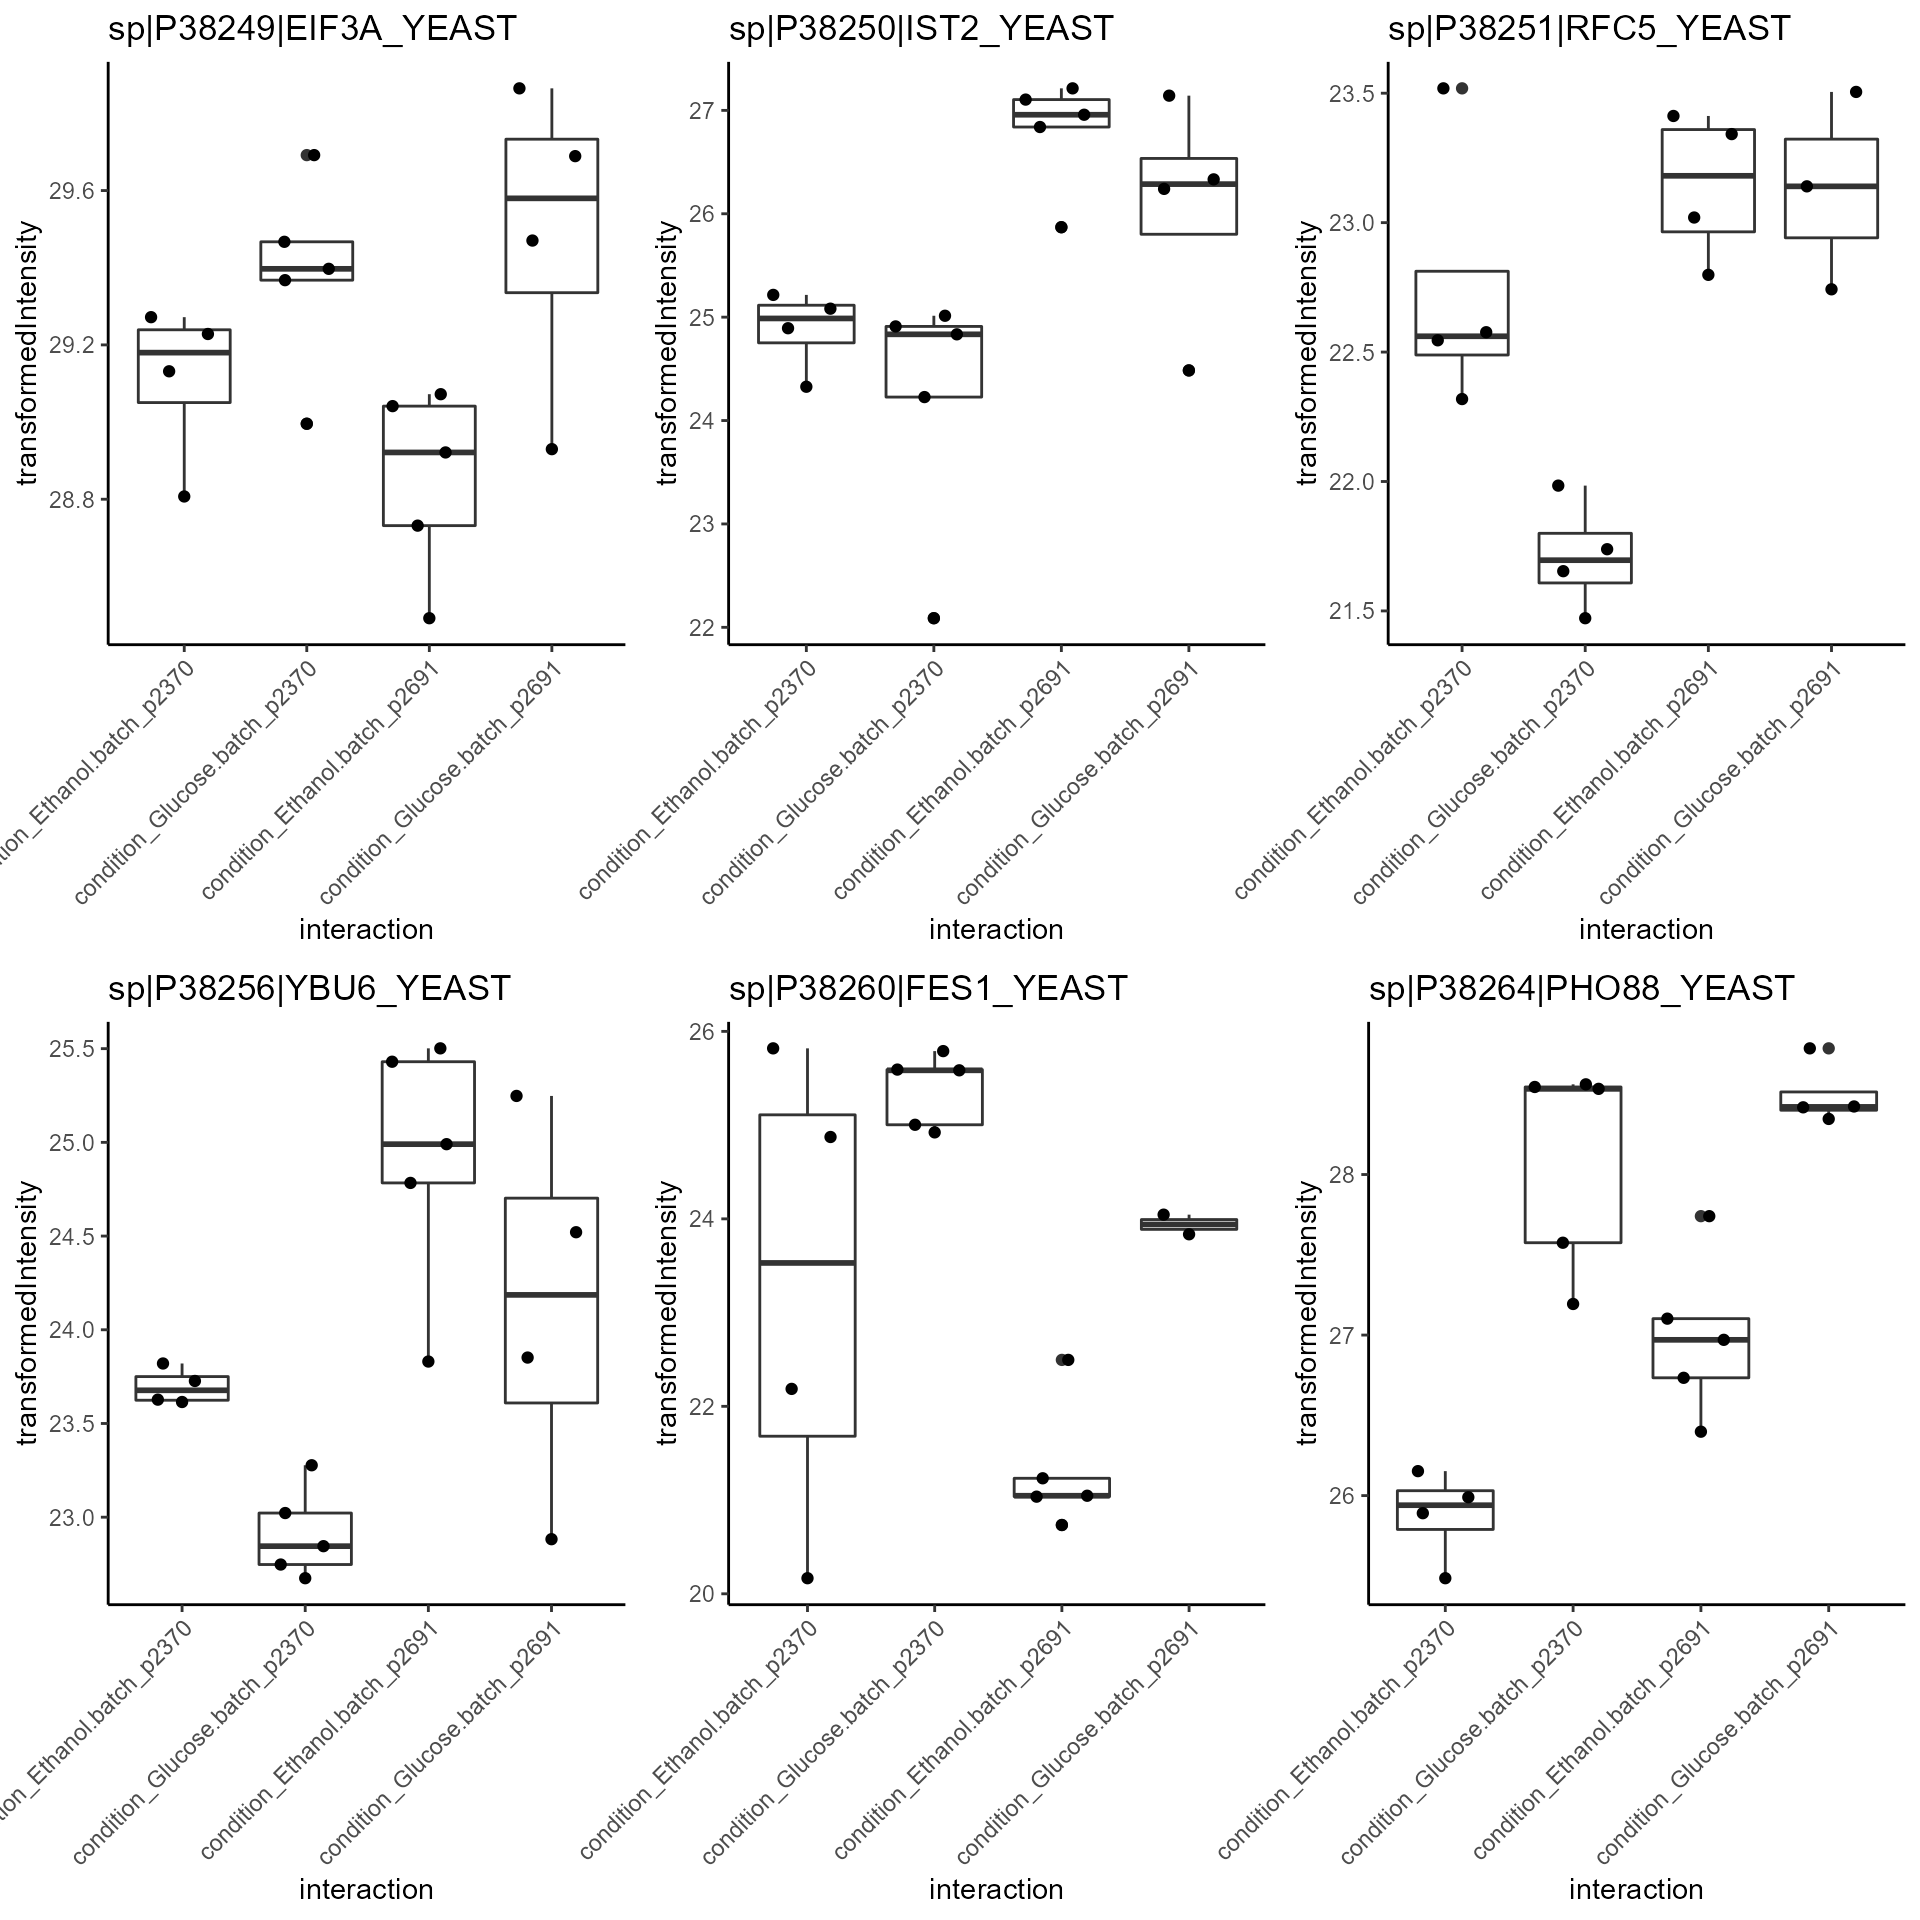 sp|P38249|EIF3A_YEAST
transformedIntensity
29.6
29.2
28.8
tion_Ethanol.batch_p2370
condition_Glucose.batch_p2370
condition_Ethanol.batch_p2691
condition_Glucose.batch_p2691
interaction
sp|P38250|IST2_YEAST
transformedIntensity
27
26
25
24
23
22
condition_Ethanol.batch_p2370
condition_Glucose.batch_p2370
condition_Ethanol.batch_p2691
condition_Glucose.batch_p2691
interaction
sp|P38251|RFC5_YEAST
transformedIntensity
23.5
23.0
22.5
22.0
21.5
condition_Ethanol.batch_p2370
condition_Glucose.batch_p2370
condition_Ethanol.batch_p2691
condition_Glucose.batch_p2691
interaction
sp|P38256|YBU6_YEAST
transformedIntensity
25.5
25.0
24.5
24.0
23.5
23.0
tion_Ethanol.batch_p2370
condition_Glucose.batch_p2370
condition_Ethanol.batch_p2691
condition_Glucose.batch_p2691
interaction
sp|P38260|FES1_YEAST
transformedIntensity
26
24
22
20
condition_Ethanol.batch_p2370
condition_Glucose.batch_p2370
condition_Ethanol.batch_p2691
condition_Glucose.batch_p2691
interaction
sp|P38264|PHO88_YEAST
transformedIntensity
28
27
26
condition_Ethanol.batch_p2370
condition_Glucose.batch_p2370
condition_Ethanol.batch_p2691
condition_Glucose.batch_p2691
interaction